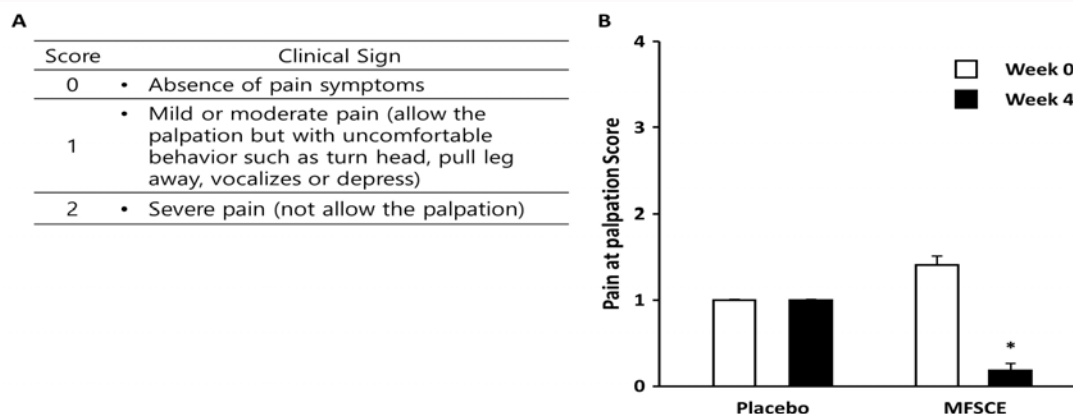 A
Score Clinical Sign
0 • Absence of pain symptoms
1 • Mild or moderate pain (allow the
palpation but with uncomfortable
behavior such as turn head, pull leg
away, vocalizes or depress)
2 • Severe pain (not allow the palpation)
B
Pain at palpation Score
4
3
2
1
0
Week 0
Week 4
*
Placebo MFSCE